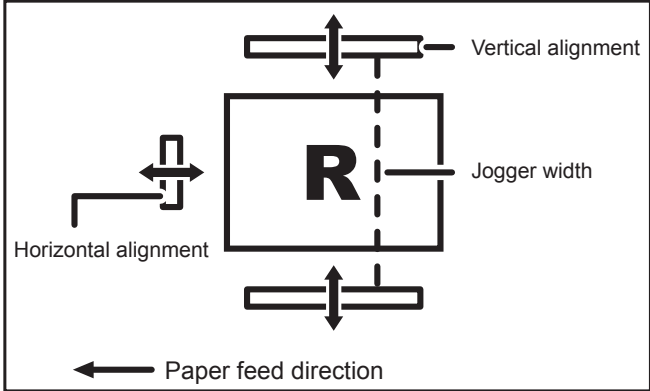 Vertical alignment
R
Jogger width
Horizontal alignment
Paper feed direction